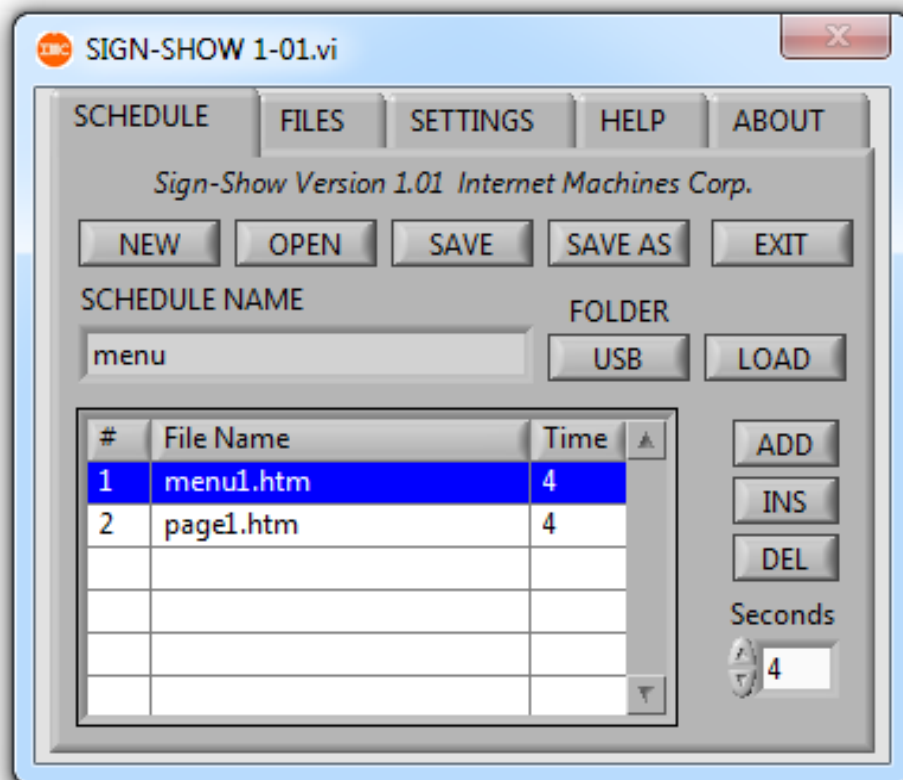 IMC SIGN-SHOW 1-01.vi
SCHEDULE FILES SETTINGS HELP ABOUT
Sign-Show Version 1.01 Internet Machines Corp.
NEW OPEN SAVE SAVE AS EXIT
SCHEDULE NAME
FOLDER
menu USB LOAD
# File Name Time ADD
1 menu1.htm 4
INS
2 page1.htm 4
DEL
Seconds
4